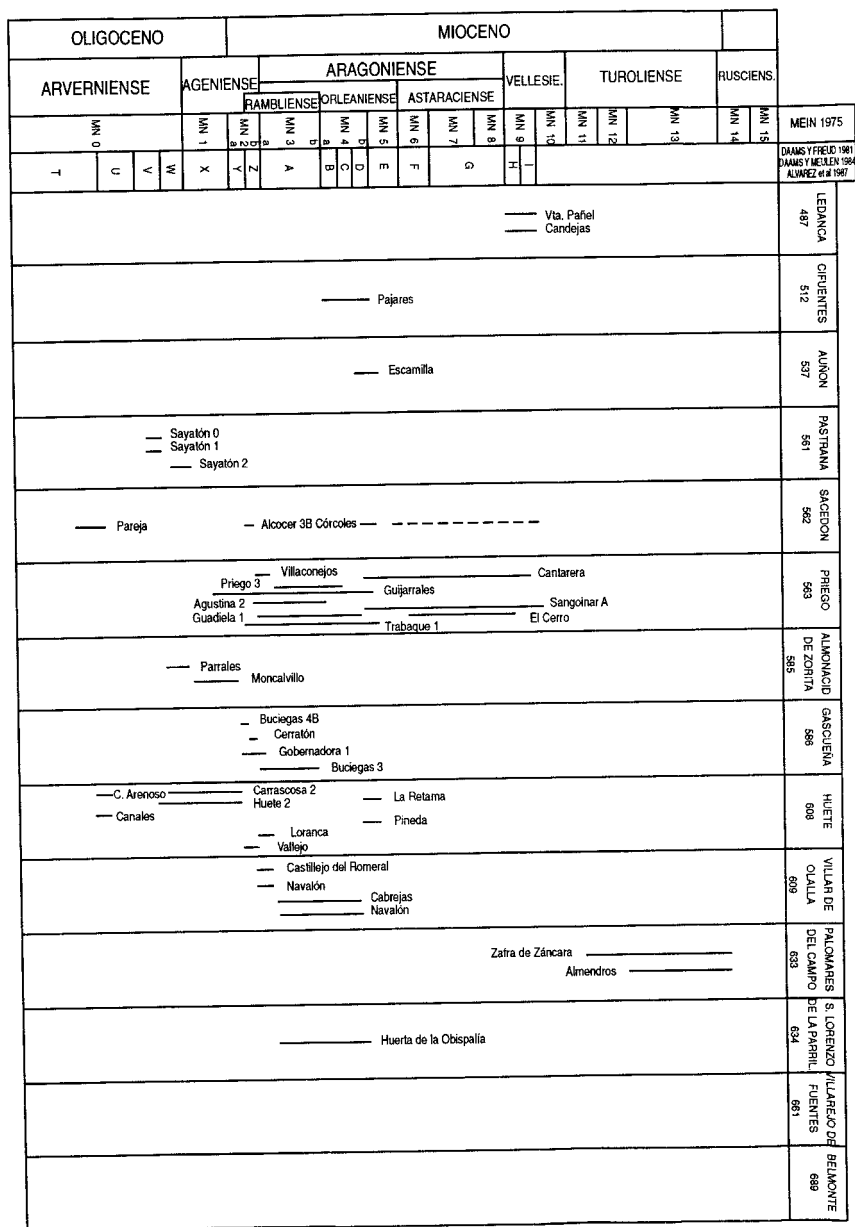 OLIGOCENO
MIOCENO
ARVERNIENSE
AGENIENSE
ARAGONIENSE
VELLESIE.
TUROLIENSE
RUSCIENS.
RAMBLIENSE
ORLEANIENSE
ASTARACIENSE
MN 0
MN 1
MN 2
a
b
MN 3
a
b
MN 4
a
b
MN 5
MN 6
MN 7
MN 8
MN 9
MN 10
MN 11
MN 12
MN 13
MN 14
MN 15
MEIN 1975
T
U
V
W
X
Y
Z
A
B
C
D
E
F
G
H
I
DAAMS Y FREUD 1981
DAAMS Y MEULEN 1984
ALVAREZ et al 1987
Vta. Pañel
Candejas
LEDANCA
487
Pajares
CIFUENTES
512
Escamilla
AUÑON
537
Sayatón 0
Sayatón 1
Sayatón 2
PASTRANA
561
Pareja
Alcocer 3B Córcoles
SACEDON
562
Villaconejos
Cantarera
Priego 3
Guijarrales
Agustina 2
Sangoinar A
Guadiela 1
El Cerro
Trabaque 1
PRIEGO
563
Parrales
Moncalvillo
ALMONACID
DE ZORITA
585
Buciegas 4B
Cerratón
Gobernadora 1
Buciegas 3
GASCUEÑA
586
C. Arenoso
Carrascosa 2
La Retama
Huete 2
Canales
Pineda
Loranca
Vallejo
HUETE
608
Castillejo del Romeral
Navalón
Cabrejas
Navalón
VILLAR DE
OLALLA
609
Zafra de Záncara
Almendros
PALOMARES
DEL CAMPO
633
Huerta de la Obispalía
S. LORENZO
DE LA PARRIL.
634
VILLAREJO DE
FUENTES
661
BELMONTE
689